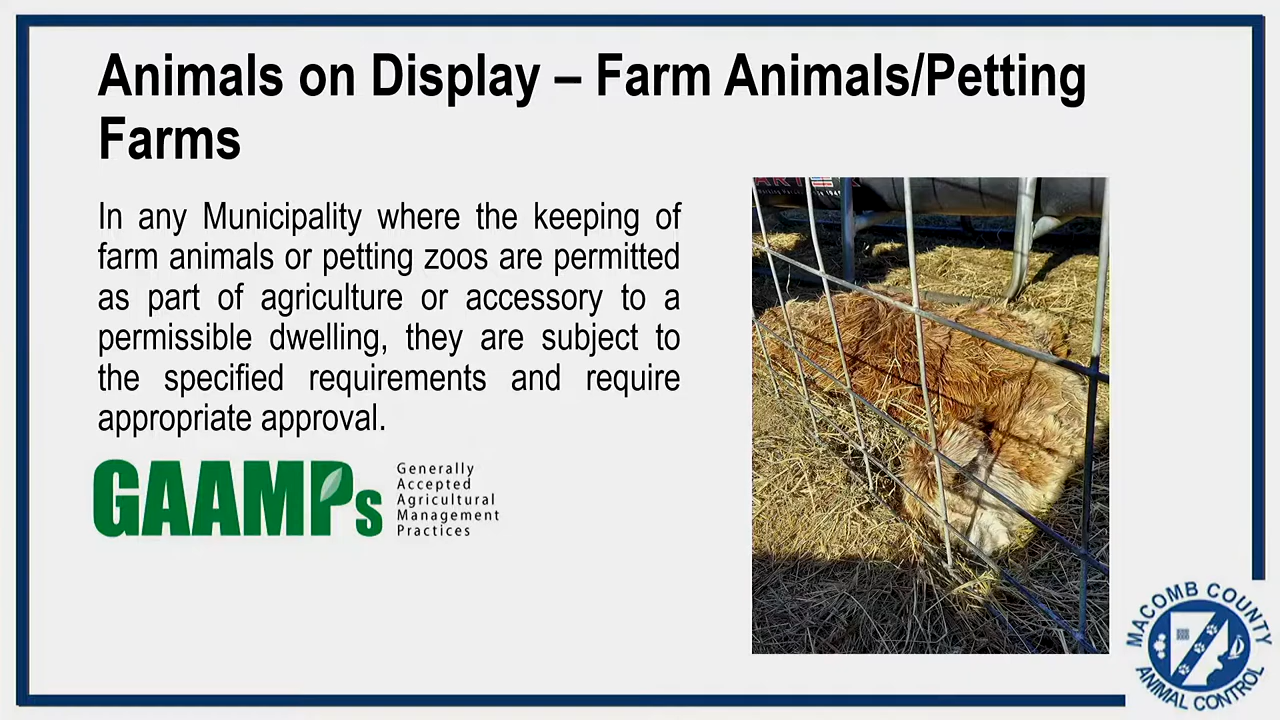 Animals on Display – Farm Animals/Petting
Farms
In any Municipality where the keeping of
farm animals or petting zoos are permitted
as part of agriculture or accessory to a
permissible dwelling, they are subject to
the specified requirements and require
appropriate approval.
GAAMPs
Generally
Accepted
Agricultural
Management
Practices
MACOMB COUNTY
ANIMAL CONTROL